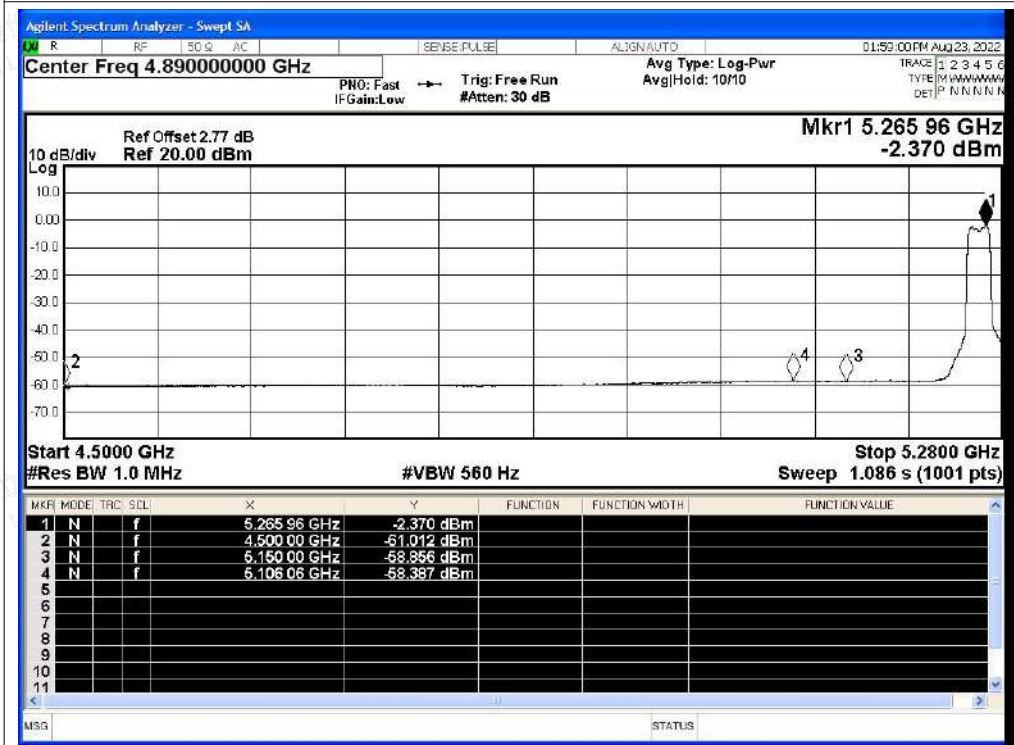 Agilent Spectrum Analyzer - Swept SA
R RF 50 Ω AC SENSE:PULSE ALIGN AUTO 01:59:00 PM Aug 23, 2022
Center Freq 4.890000000 GHz
PNO: Fast
IFGain:Low
Trig: Free Run
#Atten: 30 dB
Avg Type: Log-Pwr
Avg|Hold: 10/10
TRACE 1 2 3 4 5 6
TYPE M
DET P N N N N N
Mkr1 5.265 96 GHz
-2.370 dBm
Ref Offset 2.77 dB
10 dB/div Ref 20.00 dBm
Log
10.0
0.00
-10.0
-20.0
-30.0
-40.0
-50.0
-60.0
-70.0
1
2
4
3
Start 4.5000 GHz Stop 5.2800 GHz
#Res BW 1.0 MHz #VBW 560 Hz Sweep 1.086 s (1001 pts)
MKR MODE TRC SCL X Y FUNCTION FUNCTION WIDTH FUNCTION VALUE
1 N f 5.265 96 GHz -2.370 dBm
2 N f 4.500 00 GHz -61.012 dBm
3 N f 5.150 00 GHz -58.856 dBm
4 N f 5.106 06 GHz -58.387 dBm
5
6
7
8
9
10
11
MSG STATUS